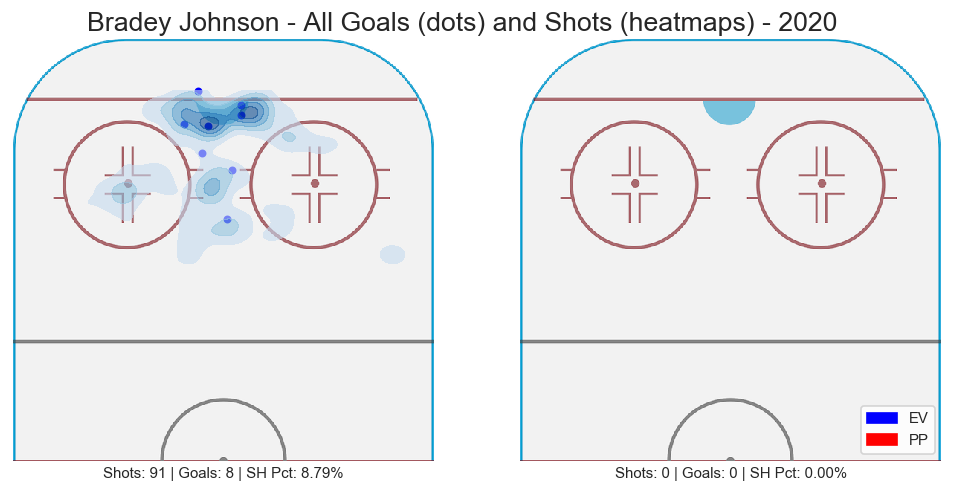 Bradey Johnson - All Goals (dots) and Shots (heatmaps) - 2020
EV
PP
Shots: 91 | Goals: 8 | SH Pct: 8.79%
Shots: 0 | Goals: 0 | SH Pct: 0.00%